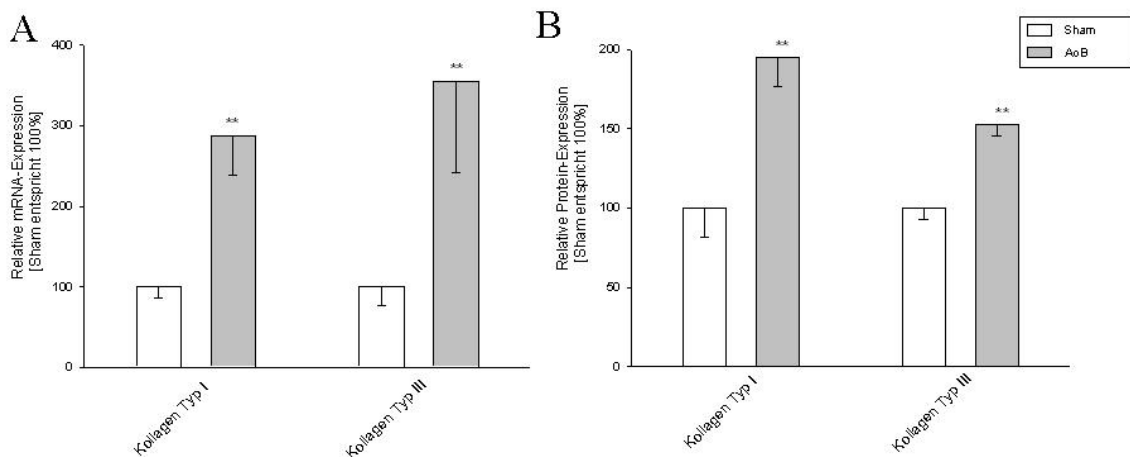 A
Relative mRNA-Expression
[Sham entspricht 100%]
400
300
200
100
0
**
**
Kollagen Typ I
Kollagen Typ III
B
Relative Protein-Expression
[Sham entspricht 100%]
200
150
100
50
0
**
**
Kollagen Typ I
Kollagen Typ III
Sham
AoB